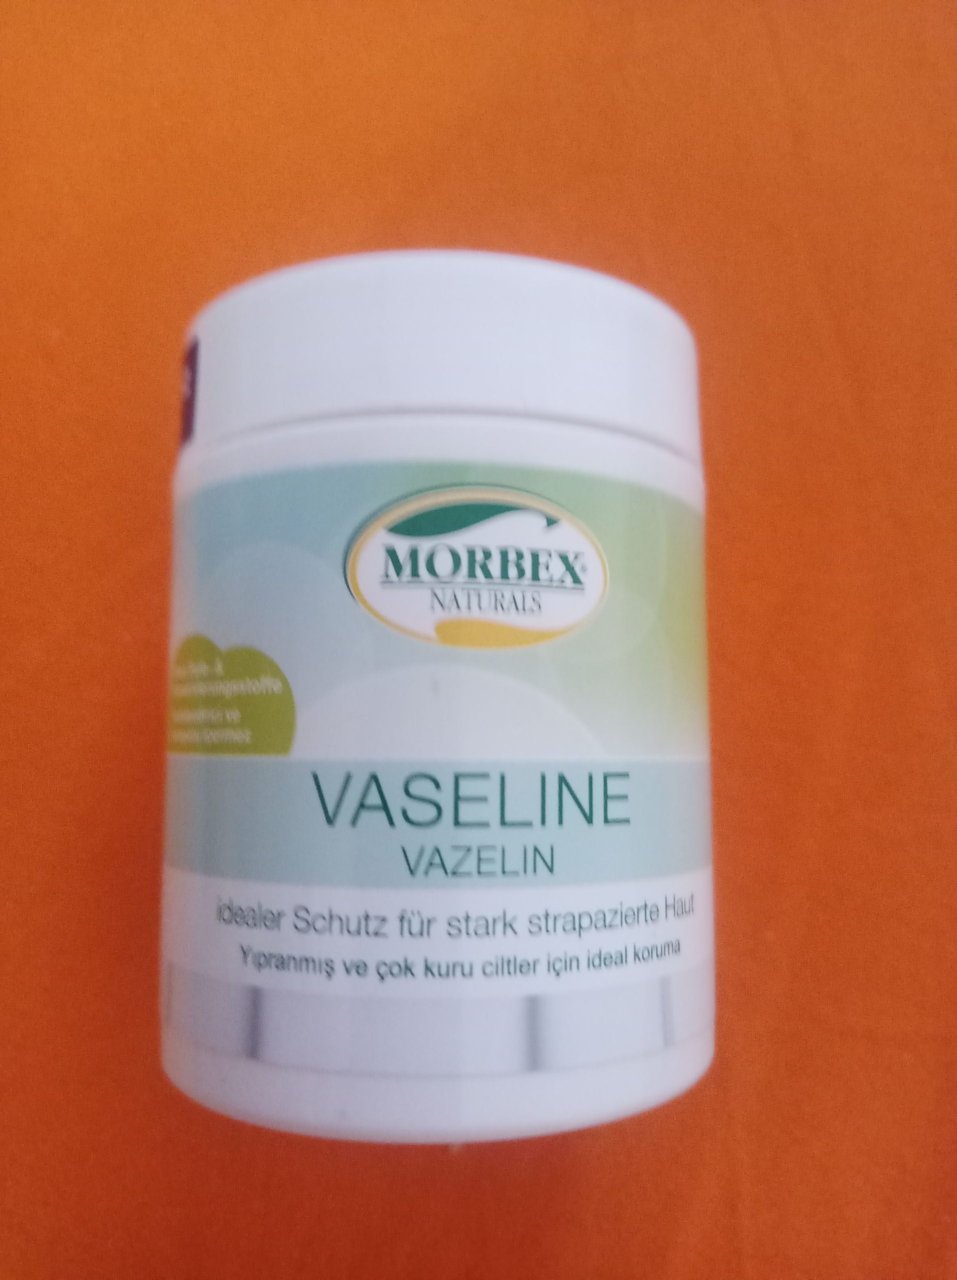 MORBEX
NATURALS
VASELINE
VAZELIN
idealer Schutz für stark strapazierte Haut
Yıpranmış ve çok kuru ciltler için ideal koruma